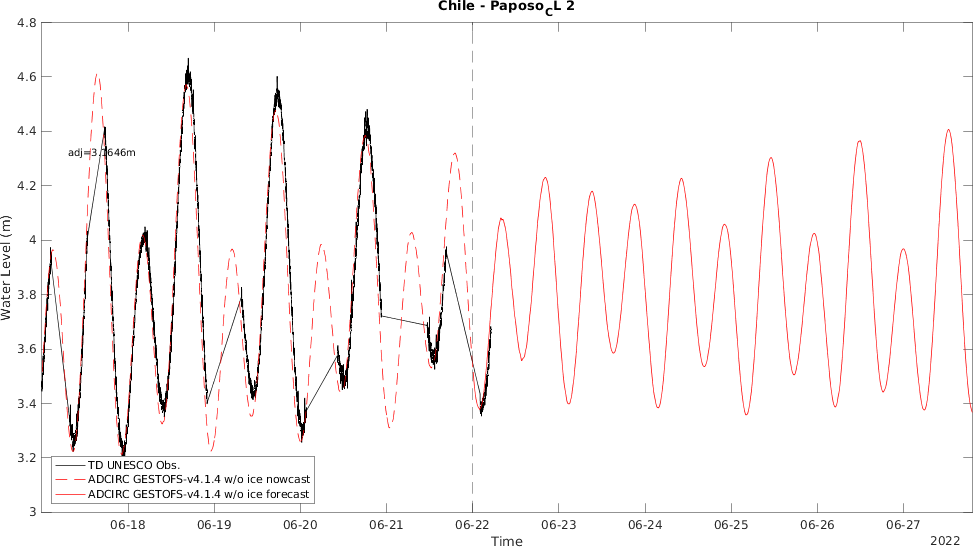 Chile - Paposo_CL 2
4.8
4.6
4.4
4.2
4
3.8
3.6
3.4
3.2
3
Water Level (m)
adj=3.1646m
TD UNESCO Obs.
ADCIRC GESTOFS-v4.1.4 w/o ice nowcast
ADCIRC GESTOFS-v4.1.4 w/o ice forecast
06-18 06-19 06-20 06-21 06-22 06-23 06-24 06-25 06-26 06-27
Time
2022